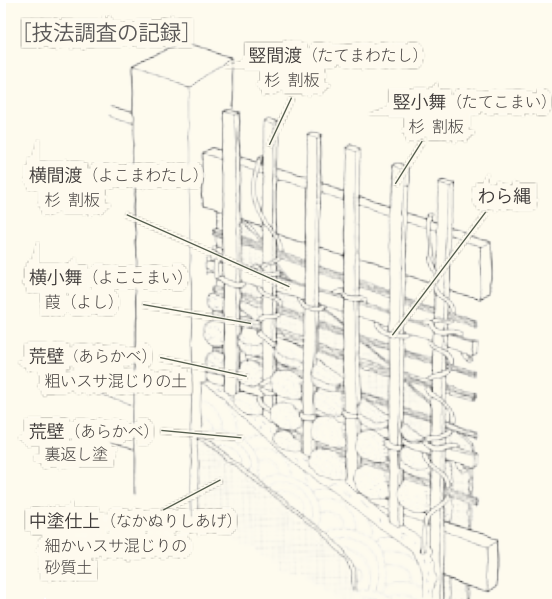 ［技法調査の記録］
竪間渡（たてまわたし）
杉 割板
竪小舞（たてこまい）
杉 割板
横間渡（よこまわたし）
杉 割板
わら縄
横小舞（よここまい）
葭（よし）
荒壁（あらかべ）
粗いスサ混じりの土
荒壁（あらかべ）
裏返し塗
中塗仕上（なかぬりしあげ）
細かいスサ混じりの
砂質土